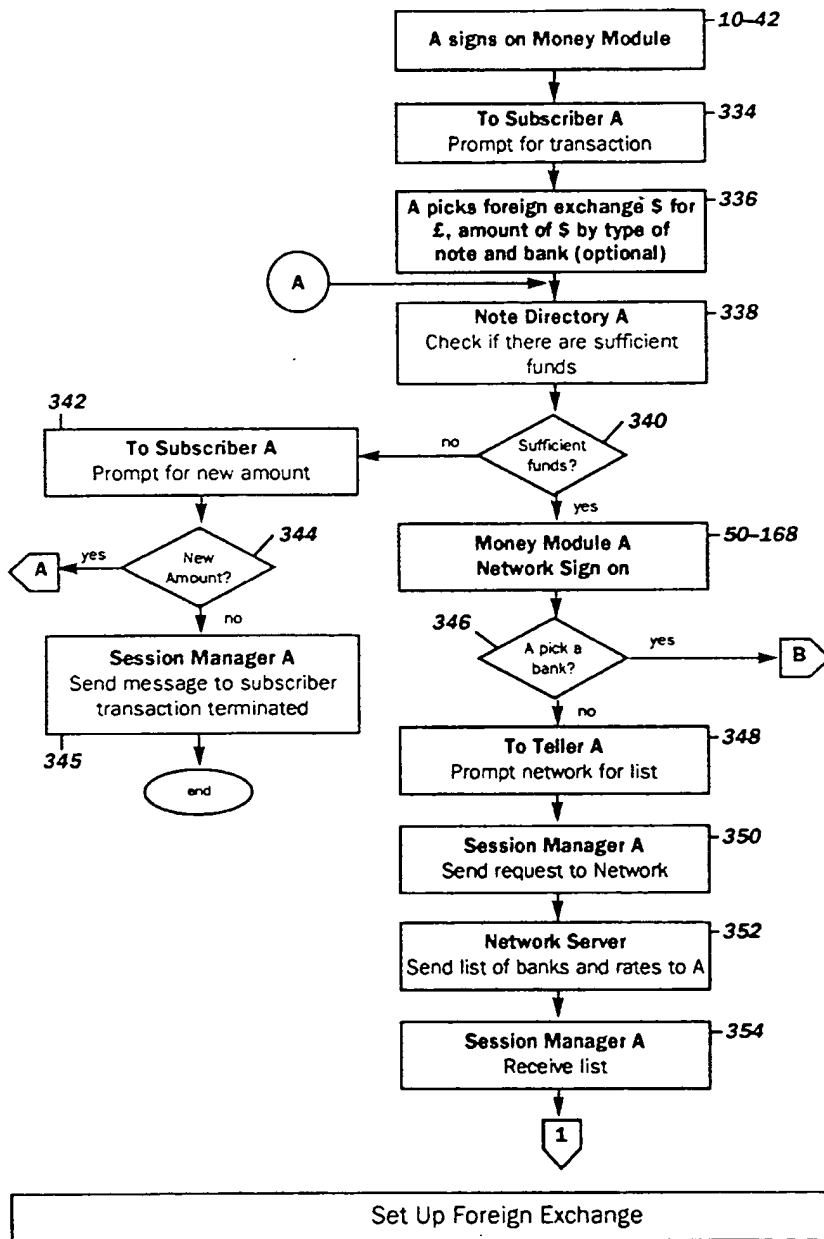 10–42
A signs on Money Module
334
To Subscriber A
Prompt for transaction
336
A picks foreign exchange $ for
£, amount of $ by type of
note and bank (optional)
A
338
Note Directory A
Check if there are sufficient
funds
342
340
To Subscriber A
Prompt for new amount
no
Sufficient
funds?
yes
344
50–168
A
yes
New
Amount?
Money Module A
Network Sign on
no
346
Session Manager A
Send message to subscriber
transaction terminated
A pick a
bank?
yes
B
no
345
348
To Teller A
Prompt network for list
end
350
Session Manager A
Send request to Network
352
Network Server
Send list of banks and rates to A
354
Session Manager A
Receive list
1
Set Up Foreign Exchange